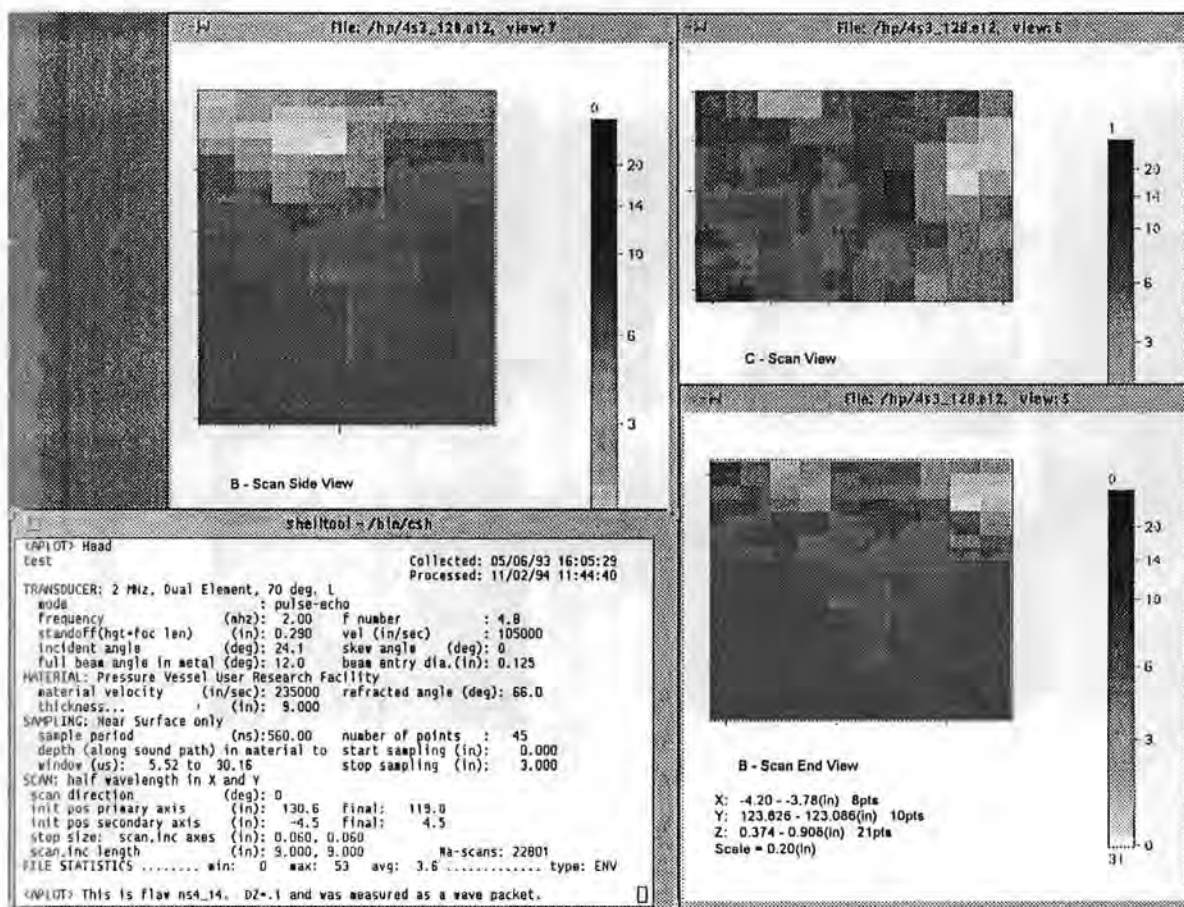 File: /hp/4s3_128.e12, view:7
0
20
14
10
6
3
B - Scan Side View
File: /hp/4s3_128.e12, view:6
1
20
14
10
6
3
C - Scan View
File: /hp/4s3_128.e12, view:5
0
20
14
10
6
3
0
31
B - Scan End View
X: -4.20 - -3.78(in) 8pts
Y: 123.626 - 123.086(in) 10pts
Z: 0.374 - 0.908(in) 21pts
Scale = 0.20(in)
shelltool - /bin/csh
<APLOT> Head
test Collected: 05/06/93 16:05:29
Processed: 11/02/94 11:44:40
TRANSDUCER: 2 MHz, Dual Element, 70 deg. L
mode : pulse-echo
frequency (mhz): 2.00 f number : 4.8
standoff(hgt+foc len) (in): 0.290 vel (in/sec) : 105000
incident angle (deg): 24.1 skew angle (deg): 0
full beam angle in metal (deg): 12.0 beam entry dia.(in): 0.125
MATERIAL: Pressure Vessel User Research Facility
material velocity (in/sec): 235000 refracted angle (deg): 66.0
thickness... (in): 9.000
SAMPLING: Near Surface only
sample period (ns):560.00 number of points : 45
depth (along sound path) in material to start sampling (in): 0.000
window (us): 5.52 to 30.16 stop sampling (in): 3.000
SCAN: half wavelength in X and Y
scan direction (deg): 0
init pos primary axis (in): 130.6 final: 119.0
init pos secondary axis (in): -4.5 final: 4.5
step size: scan,inc axes (in): 0.060, 0.060
scan,inc length (in): 9.000, 9.000 #a-scans: 22801
FILE STATISTICS ........ min: 0 max: 53 avg: 3.6 ............. type: ENV
<APLOT> This is flaw ns4_14. DZ=.1 and was measured as a wave packet.